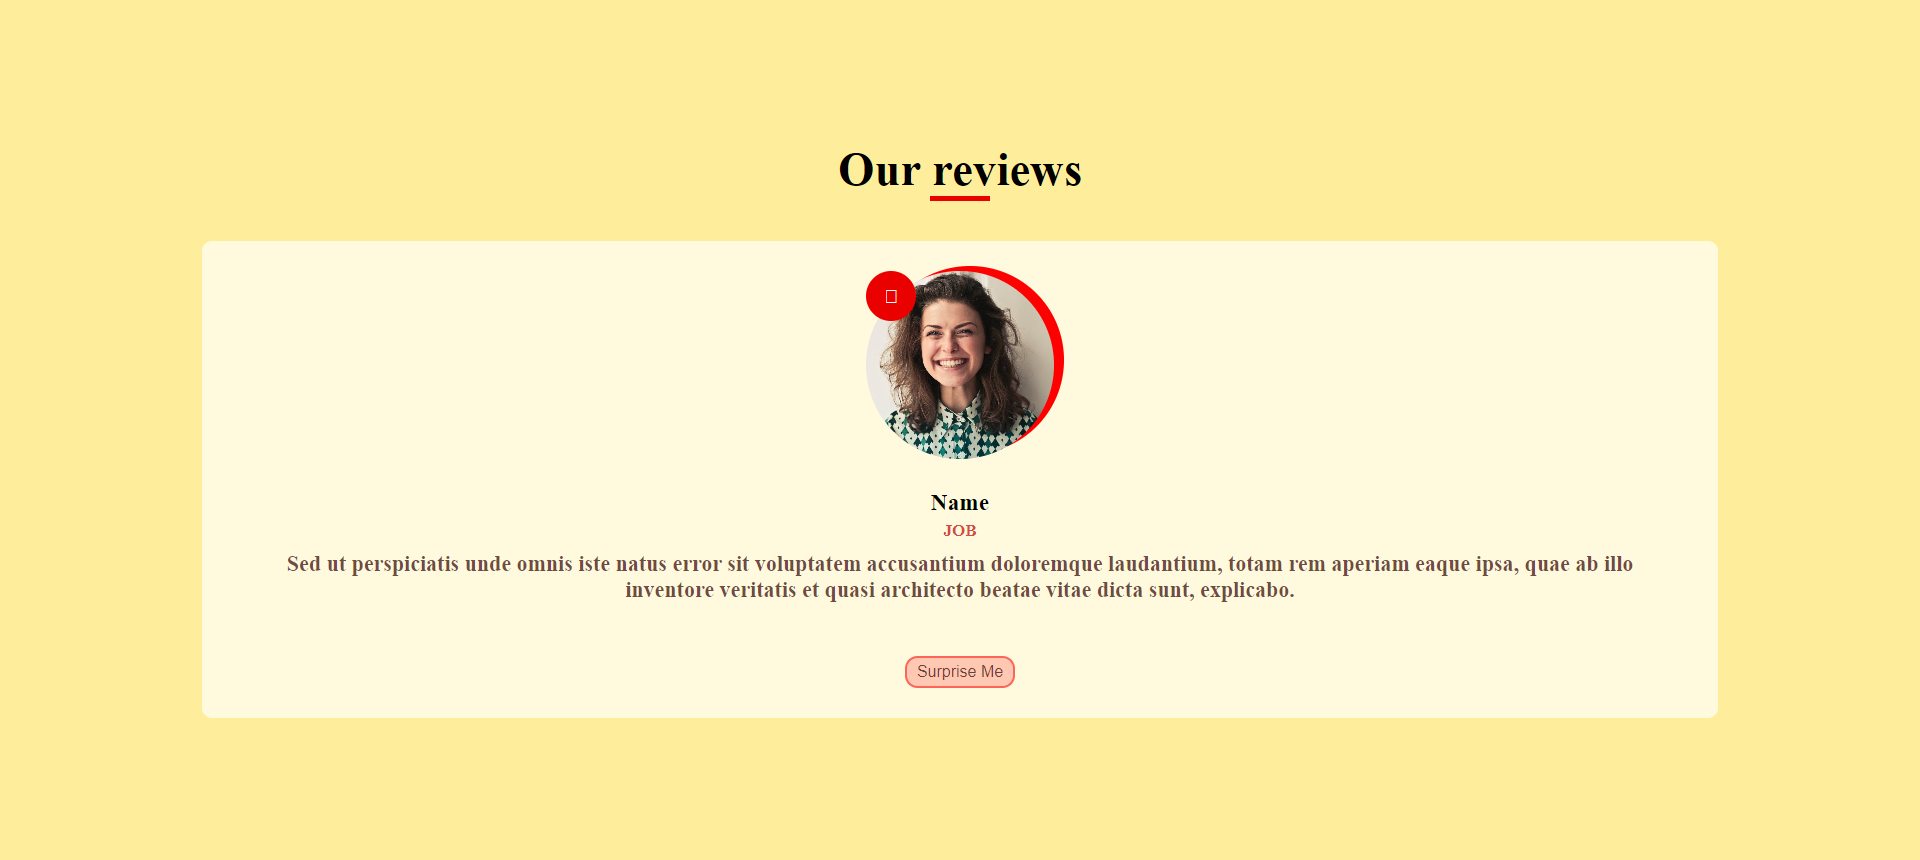 Our reviews
Name
JOB
Sed ut perspiciatis unde omnis iste natus error sit voluptatem accusantium doloremque laudantium, totam rem aperiam eaque ipsa, quae ab illo
inventore veritatis et quasi architecto beatae vitae dicta sunt, explicabo.
Surprise Me